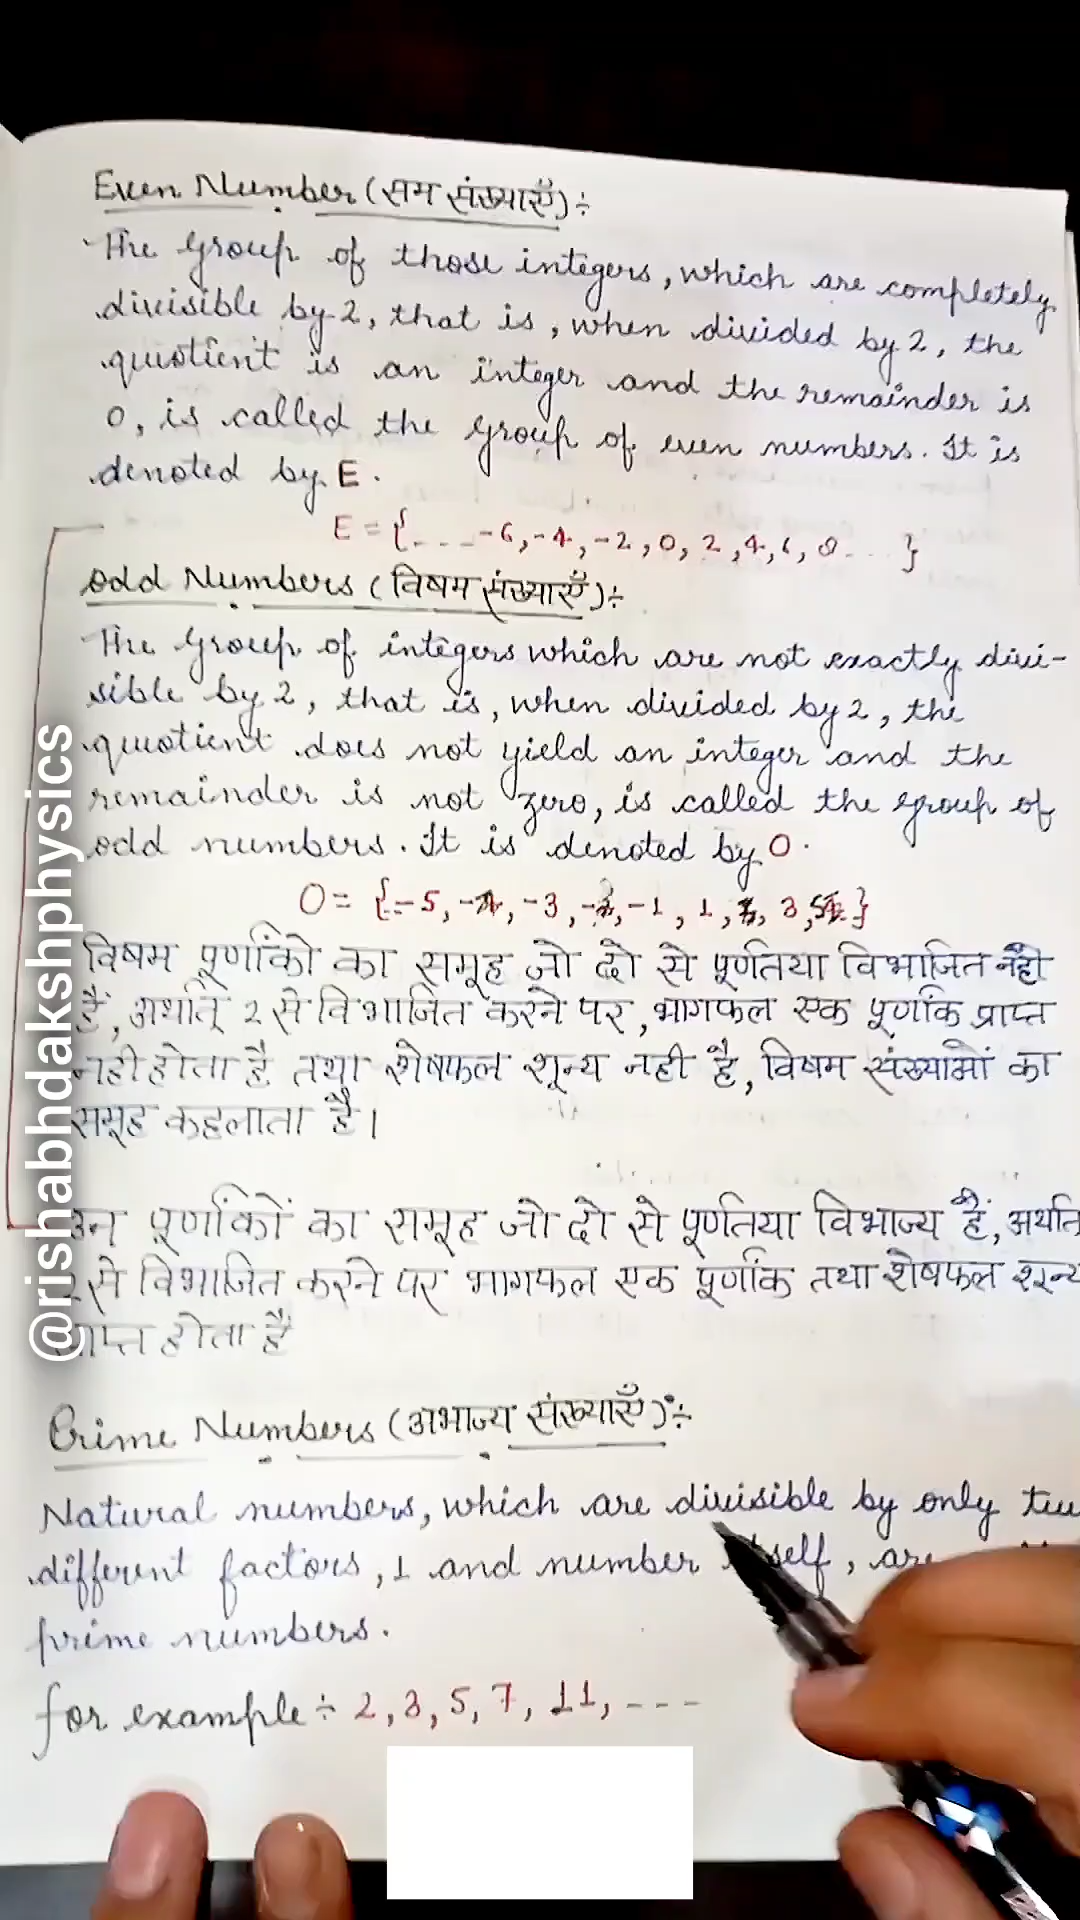 Even Number (सम संख्याएँ) ÷
The group of those integers, which are completely
divisible by 2, that is, when divided by 2, the
quotient is an integer and the remainder is
0, is called the group of even numbers. It is
denoted by E.
E = {... -6, -4, -2, 0, 2, 4, 6, 8 ... }
Odd Numbers (विषम संख्याएँ) ÷
The group of integers which are not exactly divi-
sible by 2, that is, when divided by 2, the
quotient does not yield an integer and the
remainder is not zero, is called the group of
odd numbers. It is denoted by O.
O = {-5, -3, -1, 1, 3, 5}
विषम पूर्णांको का समूह जो दो से पूर्णतया विभाजित नही
है, अर्थात् 2 से विभाजित करने पर, भागफल एक पूर्णांक प्राप्त
नही होता है तथा शेषफल शून्य नही है, विषम संख्याओं का
समूह कहलाता है।
उन पूर्णांकों का समूह जो दो से पूर्णतया विभाज्य हैं, अर्थात
2 से विभाजित करने पर भागफल एक पूर्णांक तथा शेषफल शून्य
प्राप्त होता है
Prime Numbers (अभाज्य संख्याएँ) ÷
Natural numbers, which are divisible by only
different factors, 1 and number itself, are
prime numbers.
for example ÷ 2, 3, 5, 7, 11, ---
@rishabhdakshphysics